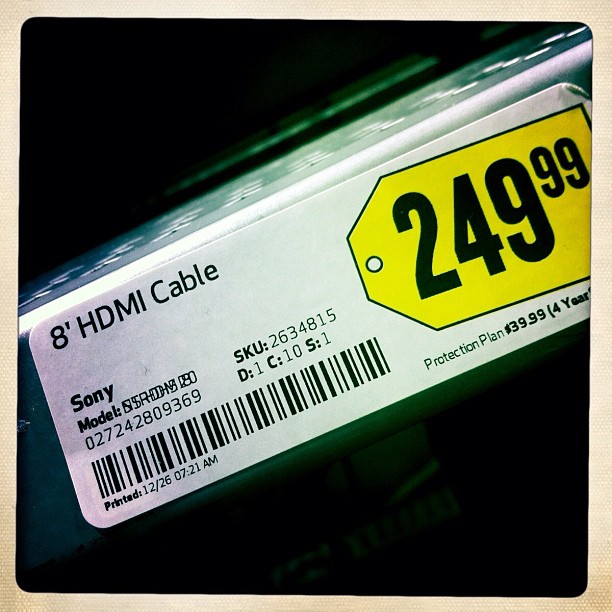 8' HDMI Cable
249 99
Sony
SKU: 2634815
Model:
D:1 C:10 S:1
027242809369
Protection Plan $39.99 (4 Year
Printed: 12/26 07:21 AM